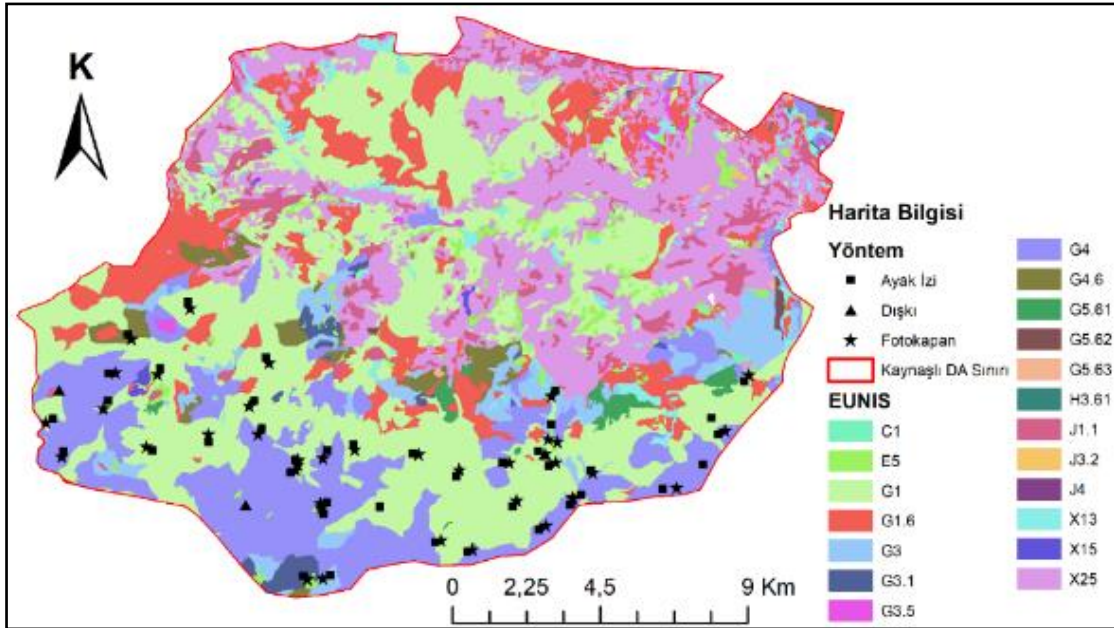 K
Harita Bilgisi
Yöntem
Ayak İzi
Dışkı
Fotokapan
Kaynaşlı DA Sınırı
EUNIS
C1
E5
G1
G1.6
G3
G3.1
G3.5
G4
G4.6
G5.61
G5.62
G5.63
H3.61
J1.1
J3.2
J4
X13
X15
X25
0 2,25 4,5 9 Km